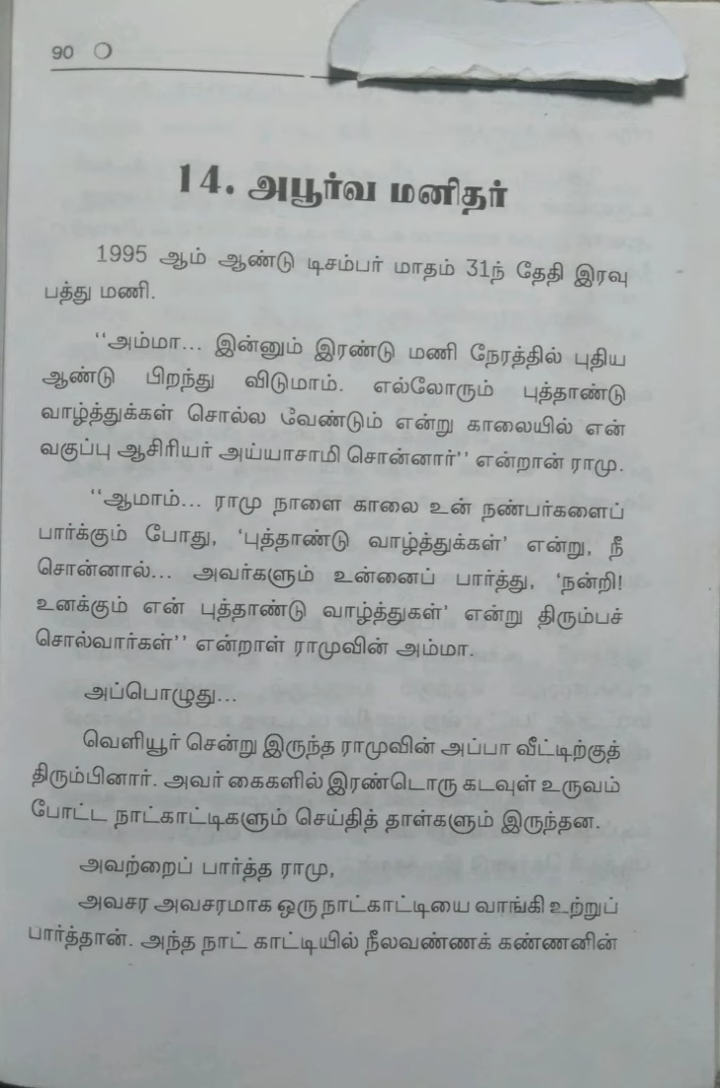 90
14. அபூர்வ மனிதர்
1995 ஆம் ஆண்டு டிசம்பர் மாதம் 31ந் தேதி இரவு
பத்து மணி.
“அம்மா... இன்னும் இரண்டு மணி நேரத்தில் புதிய
ஆண்டு பிறந்து விடுமாம். எல்லோரும் புத்தாண்டு
வாழ்த்துக்கள் சொல்ல வேண்டும் என்று காலையில் என்
வகுப்பு ஆசிரியர் அய்யாசாமி சொன்னார்’’ என்றான் ராமு.
“ஆமாம்... ராமு நாளை காலை உன் நண்பர்களைப்
பார்க்கும் போது, ‘புத்தாண்டு வாழ்த்துக்கள்’ என்று, நீ
சொன்னால்... அவர்களும் உன்னைப் பார்த்து, ‘நன்றி!
உனக்கும் என் புத்தாண்டு வாழ்த்துகள்’ என்று திரும்பச்
சொல்வார்கள்’’ என்றாள் ராமுவின் அம்மா.
அப்பொழுது...
வெளியூர் சென்று இருந்த ராமுவின் அப்பா வீட்டிற்குத்
திரும்பினார். அவர் கைகளில் இரண்டொரு கடவுள் உருவம்
போட்ட நாட்காட்டிகளும் செய்தித் தாள்களும் இருந்தன.
அவற்றைப் பார்த்த ராமு,
அவசர அவசரமாக ஒரு நாட்காட்டியை வாங்கி உற்றுப்
பார்த்தான். அந்த நாட் காட்டியில் நீலவண்ணக் கண்ணனின்